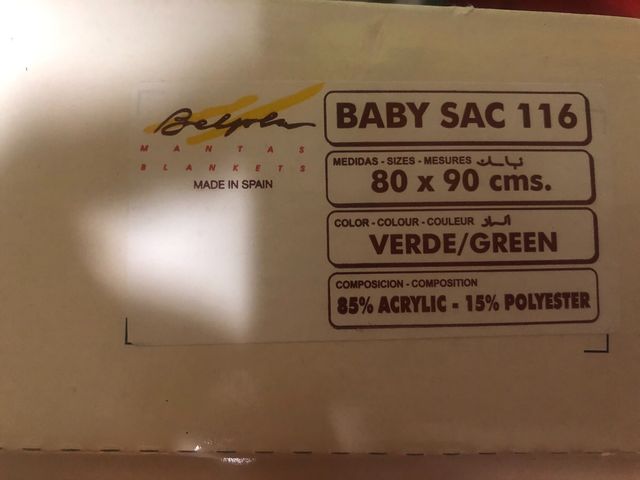 Belpla
MANTAS
BLANKETS
MADE IN SPAIN
BABY SAC 116
MEDIDAS - SIZES - MESURES
80 x 90 cms.
COLOR - COLOUR - COULEUR
VERDE/GREEN
COMPOSICION - COMPOSITION
85% ACRYLIC - 15% POLYESTER